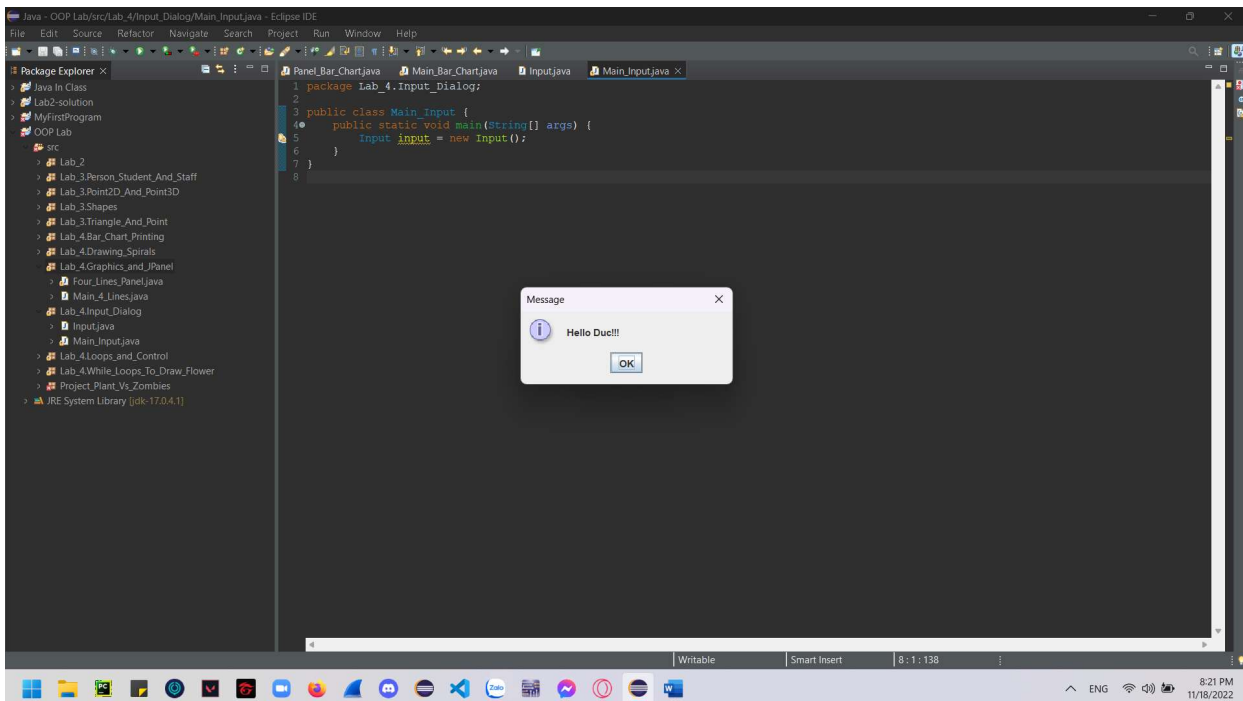 Java - OOP Lab/src/Lab_4/Input_Dialog/Main_Input.java - Eclipse IDE
File Edit Source Refactor Navigate Search Project Run Window Help
Package Explorer
Panel_Bar_Chart.java Main_Bar_Chart.java Input.java Main_Input.java
Java In Class
Lab2-solution
MyFirstProgram
OOP Lab
src
Lab_2
Lab_3.Person_Student_And_Staff
Lab_3.Point2D_And_Point3D
Lab_3.Shapes
Lab_3.Triangle_And_Point
Lab_4.Bar_Chart_Printing
Lab_4.Drawing_Spirals
Lab_4.Graphics_and_JPanel
Four_Lines_Panel.java
Main_4_Lines.java
Lab_4.Input_Dialog
Input.java
Main_Input.java
Lab_4.Loops_and_Control
Lab_4.While_Loops_To_Draw_Flower
Project_Plant_Vs_Zombies
JRE System Library [jdk-17.0.4.1]
1 package Lab_4.Input_Dialog;
2
3 public class Main_Input {
4 public static void main(String[] args) {
5 Input input = new Input();
6 }
7 }
8
Message
Hello Duc!!!
OK
Writable Smart Insert 8 : 1 : 138
PC
Zalo
W
ENG
8:21 PM
11/18/2022